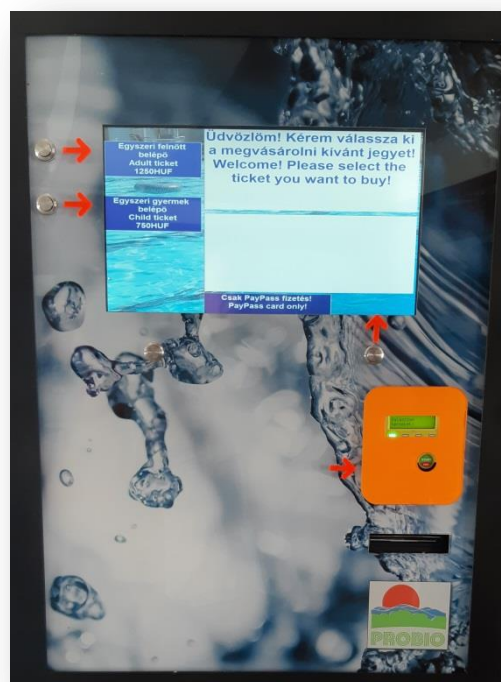 Egyszeri felnőtt
belépő
Adult ticket
1250HUF
Egyszeri gyermek
belépő
Child ticket
750HUF
Üdvözlöm! Kérem válassza ki
a megvásárolni kívánt jegyet!
Welcome! Please select the
ticket you want to buy!
Csak PayPass fizetés!
PayPass card only!
PROBIO